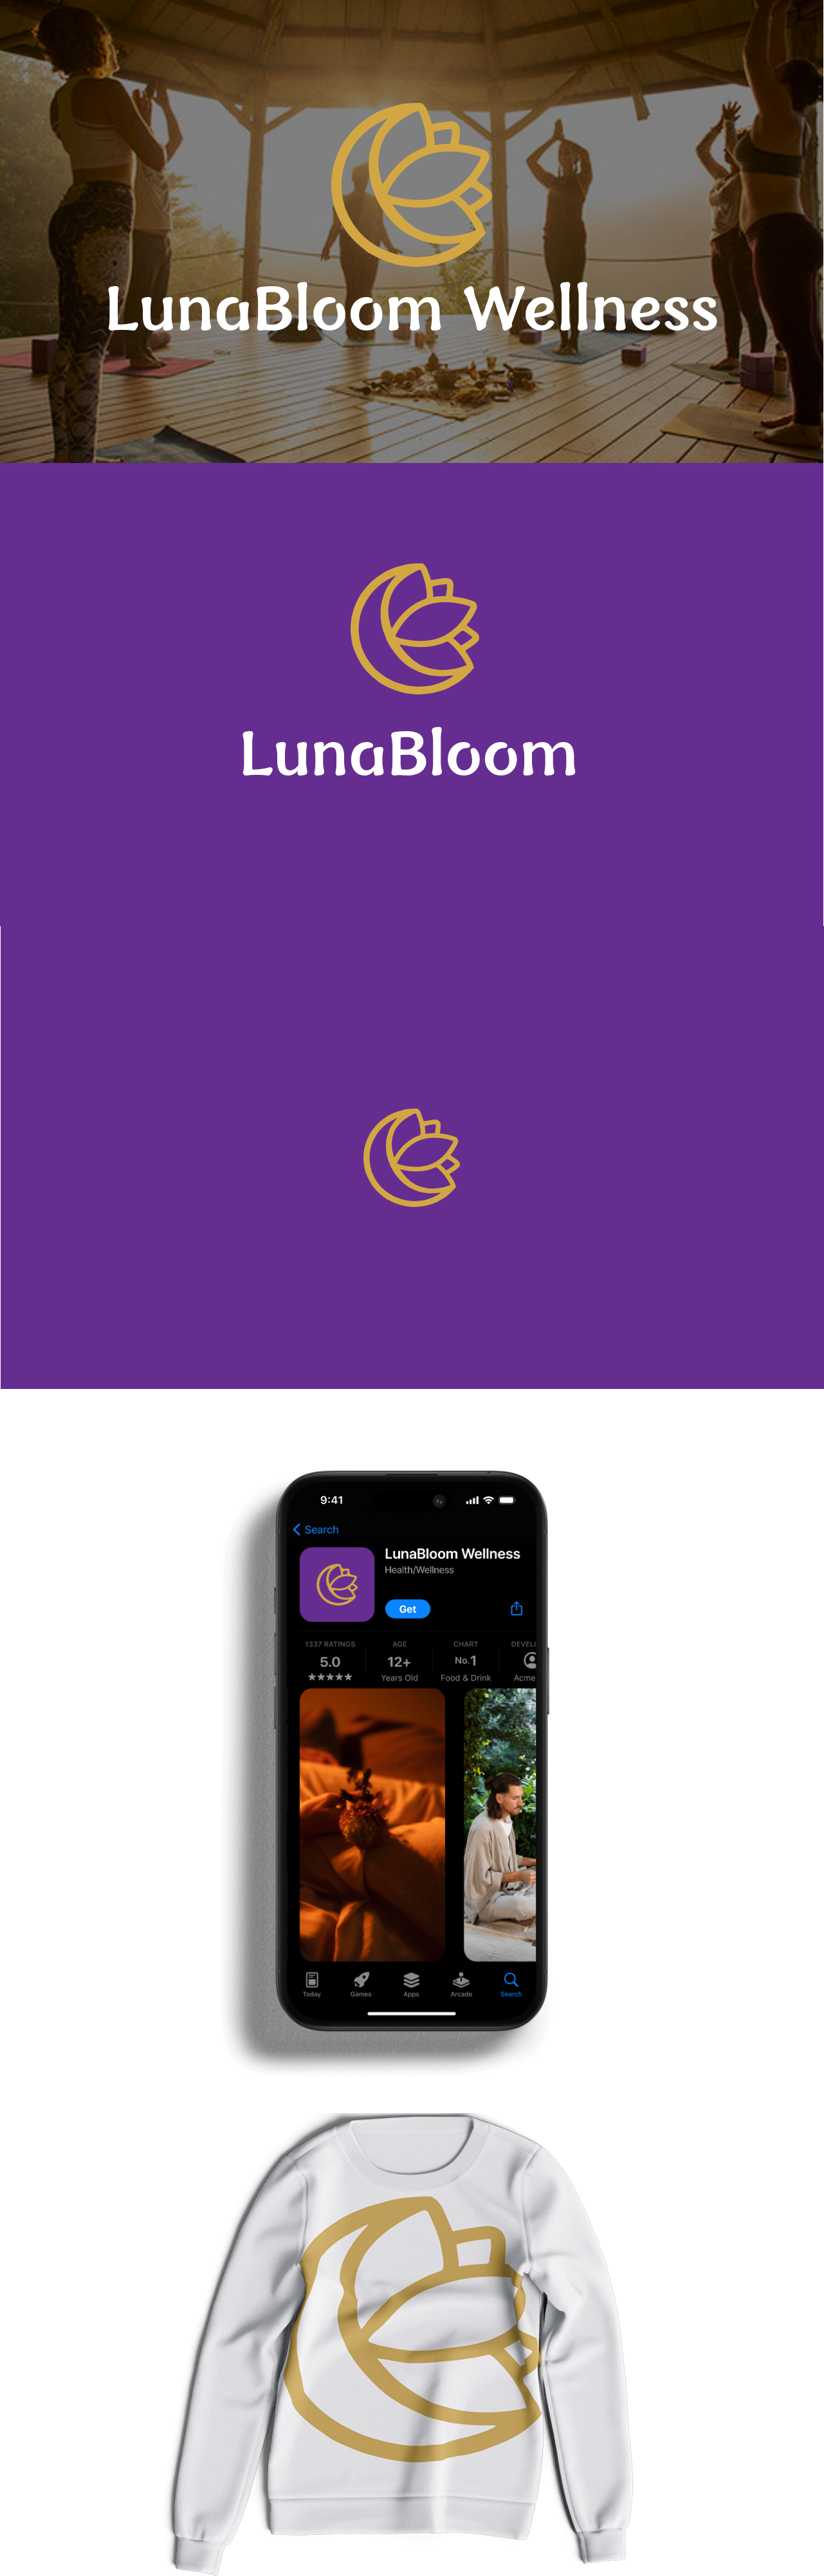 LunaBloom Wellness
LunaBloom
9:41
Search
LunaBloom Wellness
Health/Wellness
Get
1337 RATINGS
5.0
★★★★★
AGE
12+
Years Old
CHART
No.1
Food & Drink
DEVEL
Acme
Today
Games
Apps
Arcade
Search